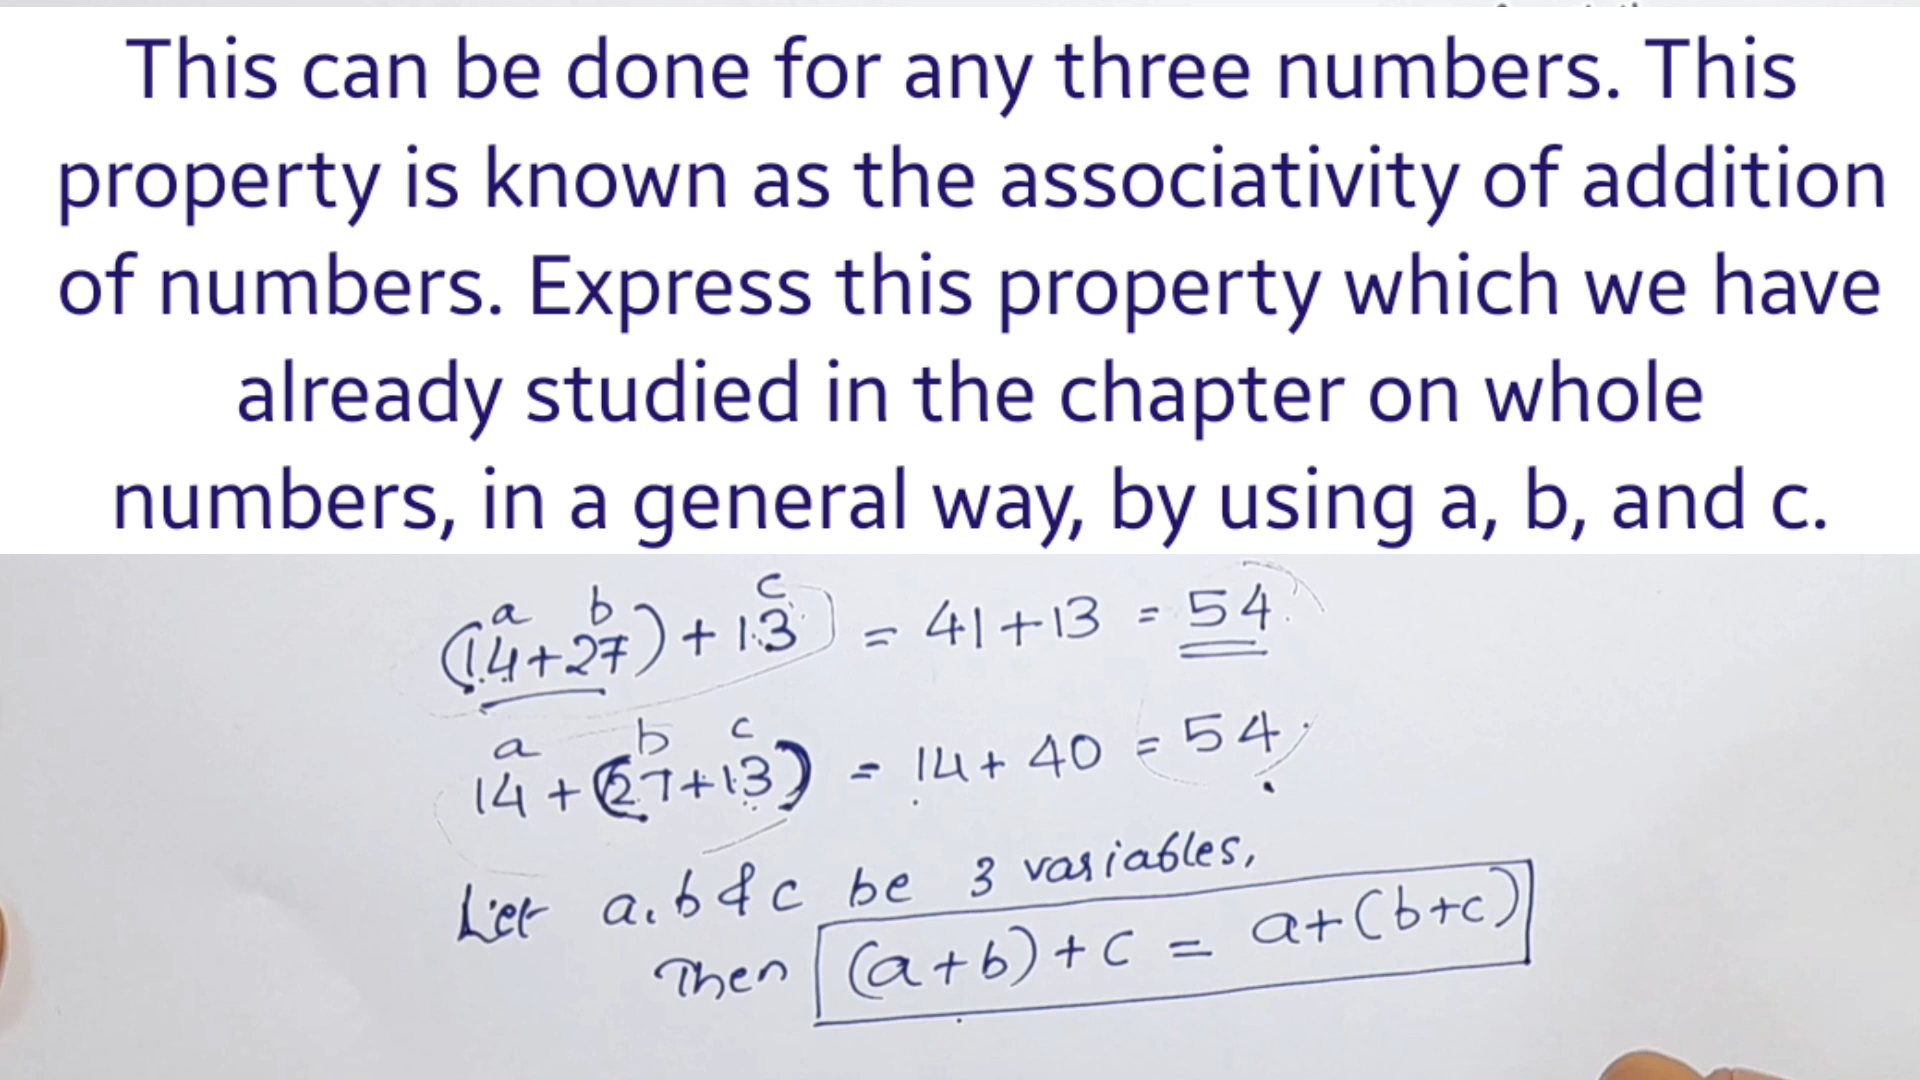 This can be done for any three numbers. This
property is known as the associativity of addition
of numbers. Express this property which we have
already studied in the chapter on whole
numbers, in a general way, by using a, b, and c.
a b c
(14+27)+13 = 41+13 = 54
a b c
14+(27+13) = 14+40 = 54
Let a, b & c be 3 variables,
Then (a+b)+c = a+(b+c)